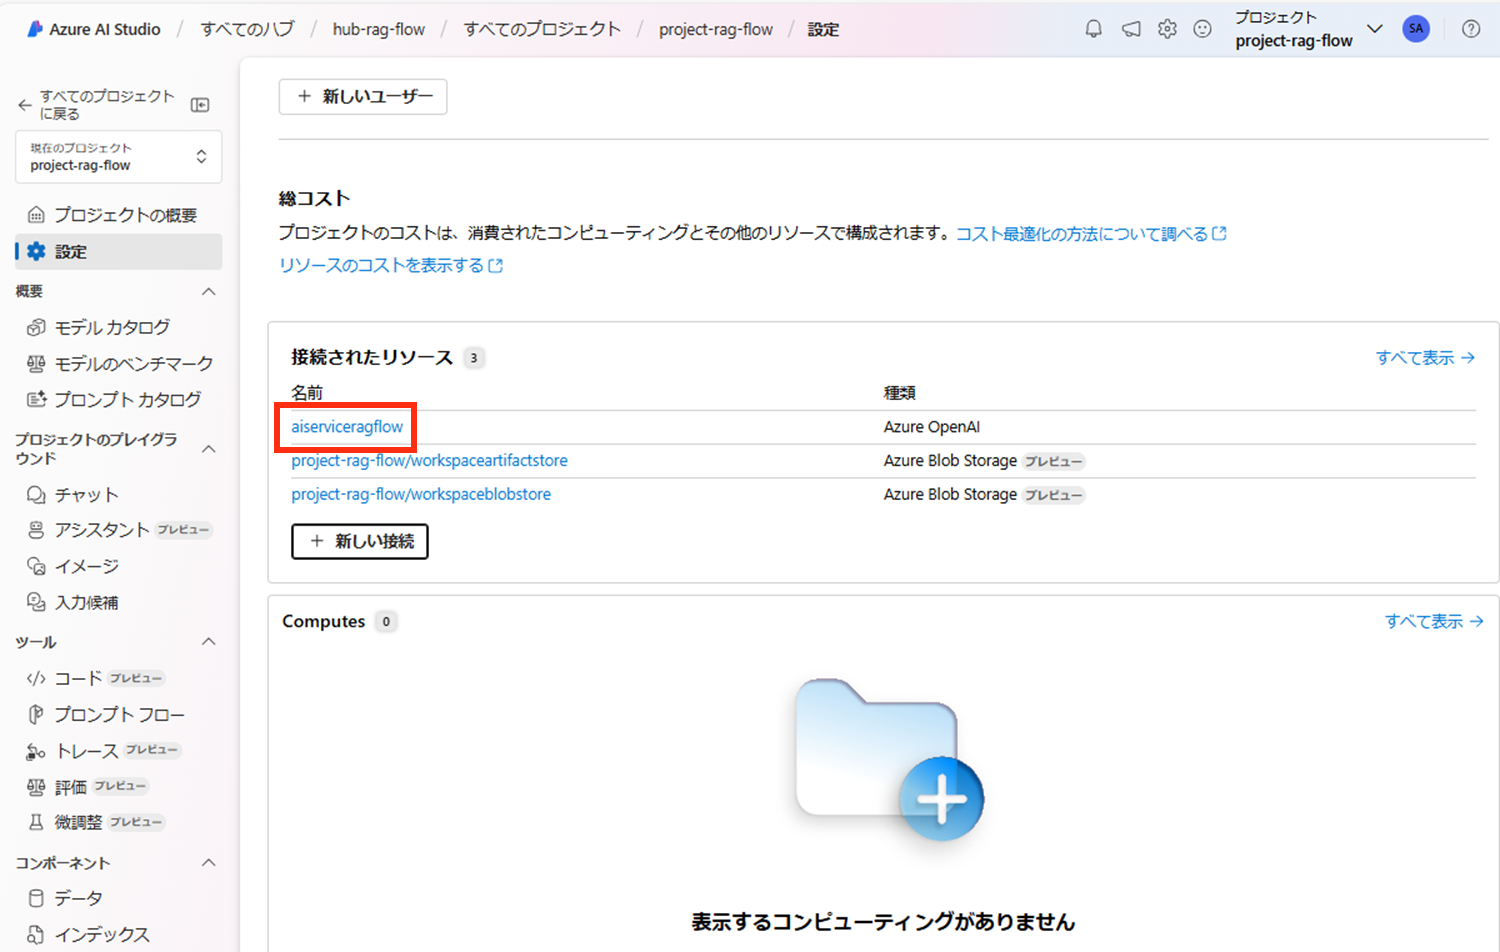 Azure AI Studio / すべてのハブ / hub-rag-flow / すべてのプロジェクト / project-rag-flow / 設定
プロジェクト
project-rag-flow
SA
すべてのプロジェクト
に戻る
現在のプロジェクト
project-rag-flow
プロジェクトの概要
設定
概要
モデル カタログ
モデルのベンチマーク
プロンプト カタログ
プロジェクトのプレイグラ
ウンド
チャット
アシスタント プレビュー
イメージ
入力候補
ツール
コード プレビュー
プロンプト フロー
トレース プレビュー
評価 プレビュー
微調整 プレビュー
コンポーネント
データ
インデックス
+ 新しいユーザー
総コスト
プロジェクトのコストは、消費されたコンピューティングとその他のリソースで構成されます。コスト最適化の方法について調べる
リソースのコストを表示する
接続されたリソース 3
すべて表示 →
名前 種類
aiserviceragflow Azure OpenAI
project-rag-flow/workspaceartifactstore Azure Blob Storage プレビュー
project-rag-flow/workspaceblobstore Azure Blob Storage プレビュー
+ 新しい接続
Computes 0
すべて表示 →
表示するコンピューティングがありません